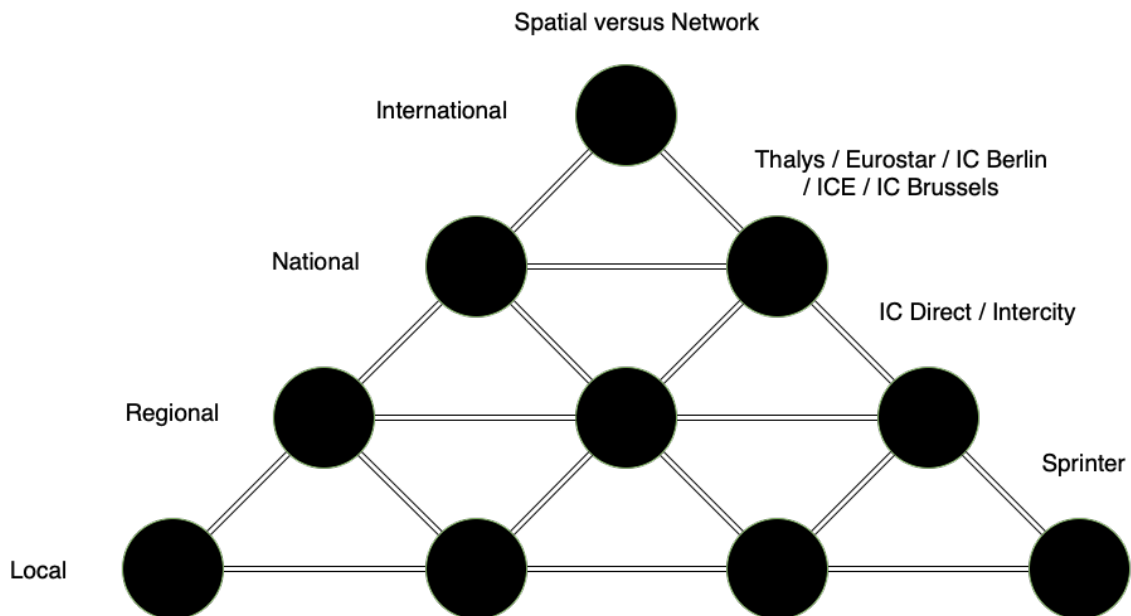 Spatial versus Network
International
Thalys / Eurostar / IC Berlin
/ ICE / IC Brussels
National
IC Direct / Intercity
Regional
Sprinter
Local